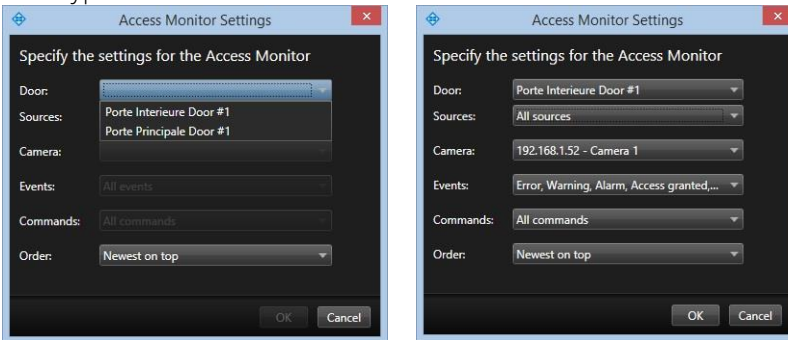 Access Monitor Settings
Specify the settings for the Access Monitor
Door:
Porte Interieure Door #1
Sources:
Porte Principale Door #1
Camera:
Events: All events
Commands: All commands
Order: Newest on top
OK Cancel
Access Monitor Settings
Specify the settings for the Access Monitor
Door: Porte Interieure Door #1
Sources: All sources
Camera: 192.168.1.52 - Camera 1
Events: Error, Warning, Alarm, Access granted,...
Commands: All commands
Order: Newest on top
OK Cancel